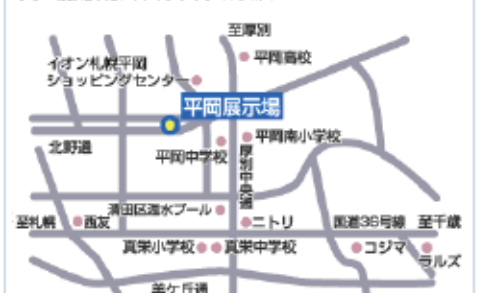 至厚別
平岡高校
イオン札幌平岡
ショッピングセンター
平岡展示場
北野通
平岡中学校
平岡南小学校
厚別中央通
清田区温水プール
至札幌
西友
ニトリ
国道36号線
至千歳
真栄小学校
真栄中学校
コジマ
ラルズ
羊ケ丘通